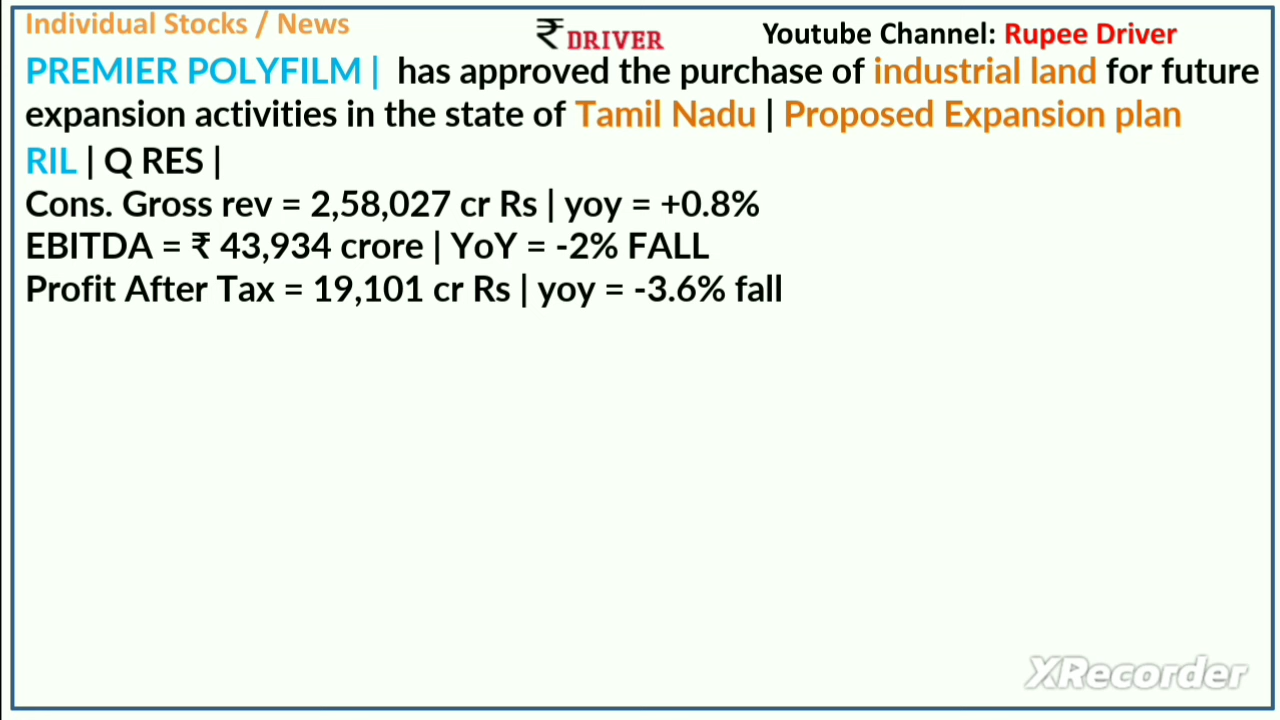 Individual Stocks / News
₹ DRIVER
Youtube Channel: Rupee Driver
PREMIER POLYFILM | has approved the purchase of industrial land for future
expansion activities in the state of Tamil Nadu | Proposed Expansion plan
RIL | Q RES |
Cons. Gross rev = 2,58,027 cr Rs | yoy = +0.8%
EBITDA = ₹ 43,934 crore | YoY = -2% FALL
Profit After Tax = 19,101 cr Rs | yoy = -3.6% fall
XRecorder